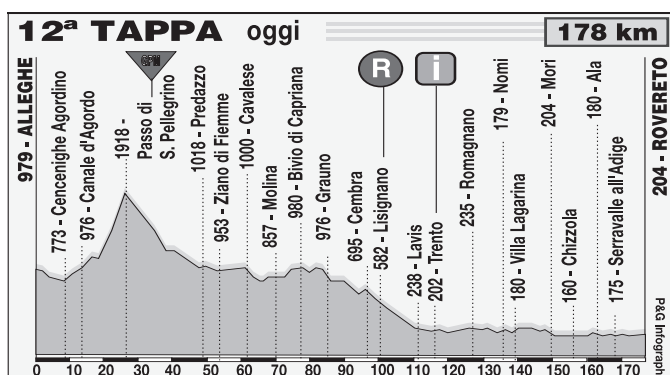 12ª TAPPA oggi
178 km
979 - ALLEGHE
773 - Cencenighe Agordino
976 - Canale d'Agordo
1918 -
Passo di
S. Pellegrino
GPM
1018 - Predazzo
953 - Ziano di Fiemme
1000 - Cavalese
857 - Molina
980 - Bivio di Capriana
976 - Grauno
695 - Cembra
R
582 - Lisignano
238 - Lavis
i
202 - Trento
235 - Romagnano
179 - Nomi
180 - Villa Lagarina
204 - Mori
160 - Chizzola
180 - Ala
175 - Serravalle all'Adige
204 - ROVERETO
P&G Infograph
0 10 20 30 40 50 60 70 80 90 100 110 120 130 140 150 160 170